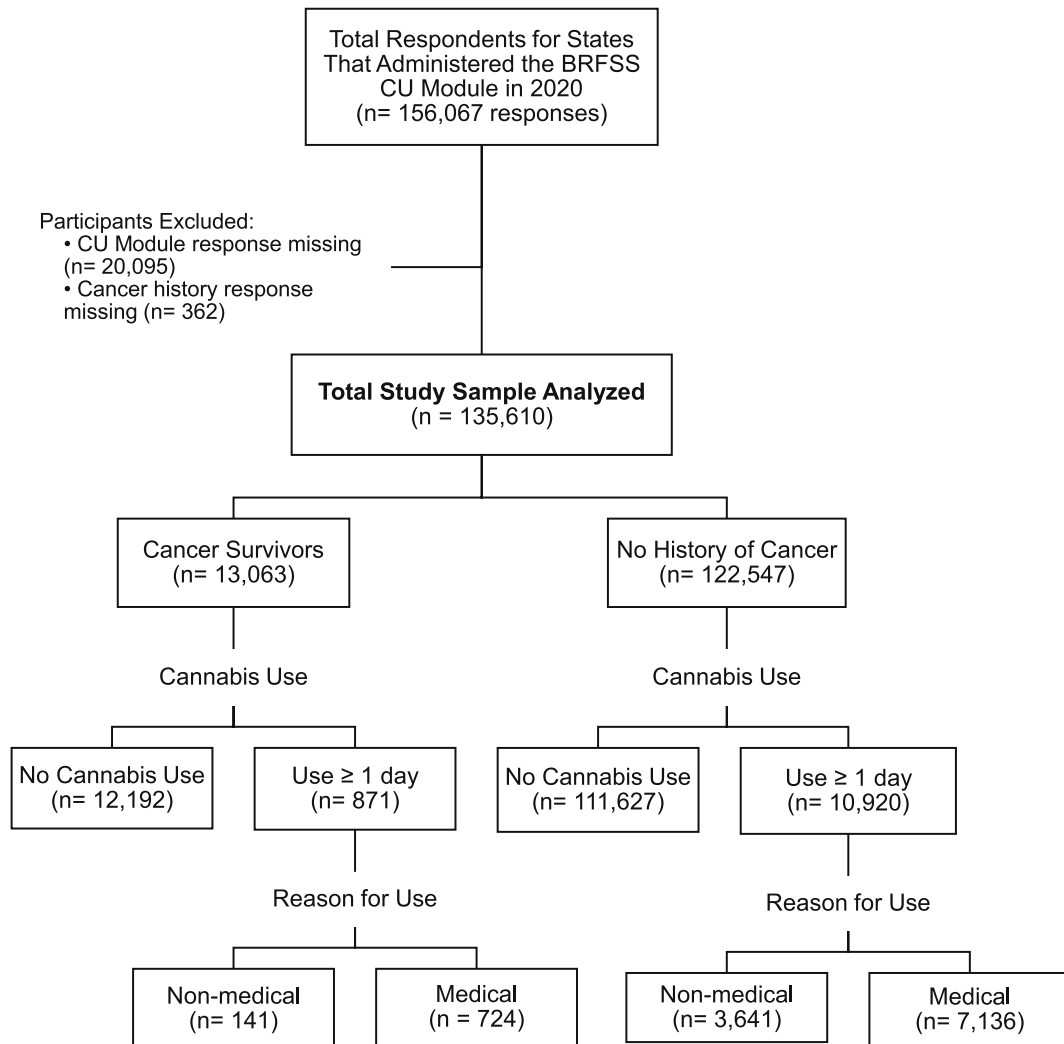 Total Respondents for States
That Administered the BRFSS
CU Module in 2020
(n= 156,067 responses)
Participants Excluded:
• CU Module response missing
(n= 20,095)
• Cancer history response
missing (n= 362)
Total Study Sample Analyzed
(n = 135,610)
Cancer Survivors
(n= 13,063)
No History of Cancer
(n= 122,547)
Cannabis Use
Cannabis Use
No Cannabis Use
(n= 12,192)
Use ≥ 1 day
(n= 871)
No Cannabis Use
(n= 111,627)
Use ≥ 1 day
(n= 10,920)
Reason for Use
Reason for Use
Non-medical
(n= 141)
Medical
(n = 724)
Non-medical
(n= 3,641)
Medical
(n= 7,136)